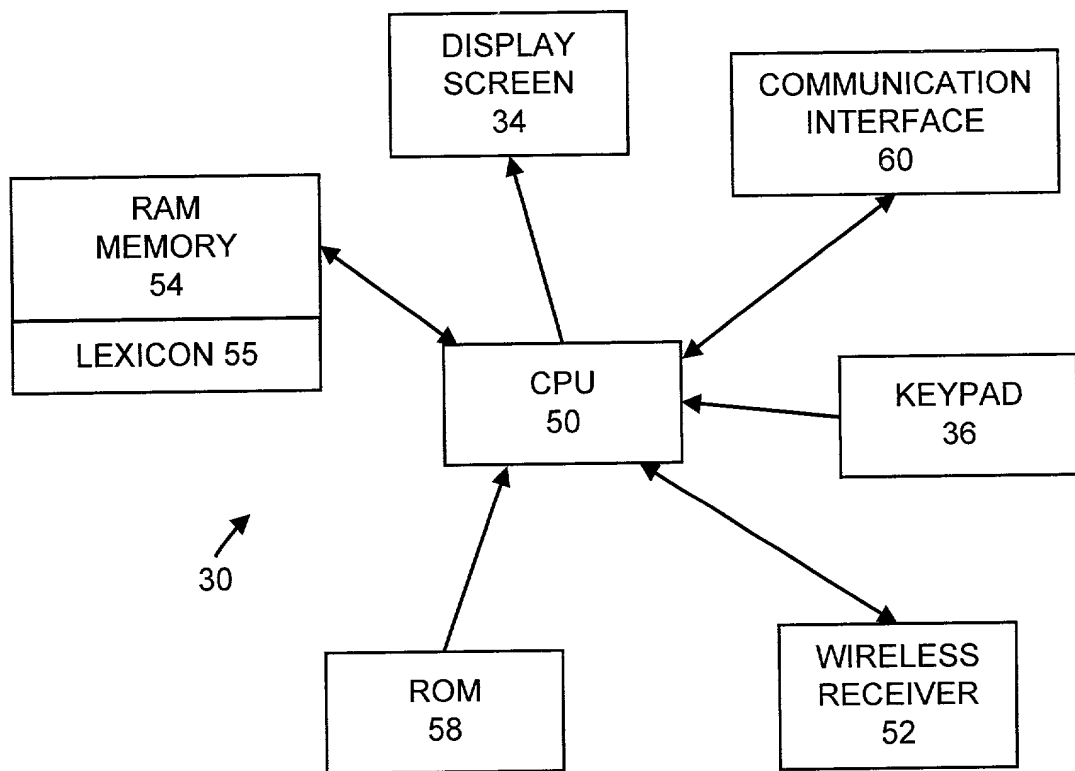 DISPLAY
SCREEN
34
COMMUNICATION
INTERFACE
60
RAM
MEMORY
54
LEXICON 55
CPU
50
KEYPAD
36
30
ROM
58
WIRELESS
RECEIVER
52